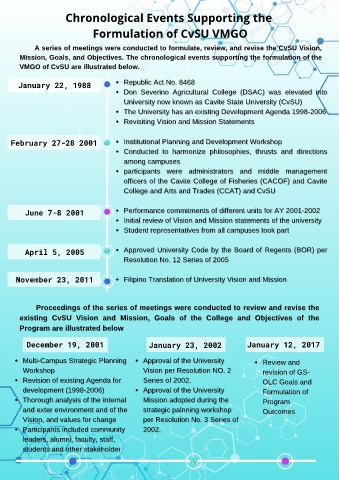 Chronological Events Supporting the
Formulation of CvSU VMGO
A series of meetings were conducted to formulate, review, and revise the CvSU Vision,
Mission, Goals, and Objectives. The chronological events supporting the formulation of the
VMGO of CvSU are illustrated below.
January 22, 1988
• Republic Act No. 8468
• Don Severino Agricultural College (DSAC) was elevated into
University now known as Cavite State University (CvSU)
• The University has an existing Development Agenda 1998-2006
• Revisiting Vision and Mission Statements
February 27-28 2001
• Institutional Planning and Development Workshop
• Conducted to harmonize philosophies, thrusts and directions
among campuses
• participants were administrators and middle management
officers of the Cavite College of Fisheries (CACOF) and Cavite
College and Arts and Trades (CCAT) and CvSU
June 7-8 2001
• Performance commitments of different units for AY 2001-2002
• Initial review of Vision and Mission statements of the university
• Student representatives from all campuses took part
April 5, 2005
• Approved University Code by the Board of Regents (BOR) per
Resolution No. 12 Series of 2005
November 23, 2011
• Filipino Translation of University Vision and Mission
Proceedings of the series of meetings were conducted to review and revise the
existing CvSU Vision and Mission, Goals of the College and Objectives of the
Program are illustrated below
December 19, 2001
• Multi-Campus Strategic Planning
Workshop
• Revision of existing Agenda for
development (1998-2006)
• Thorough analysis of the internal
and exter environment and of the
Vision, and values for change
• Participants included community
leaders, alumni, faculty, staff,
students and other stakeholder
January 23, 2002
• Approval of the University
Vision per Resolution NO. 2
Series of 2002.
• Approval of the University
Mission adopted during the
strategic palnning workshop
per Resolution No. 3 Series of
2002.
January 12, 2017
• Review and
revision of GS-
OLC Goals and
Formulation of
Program
Outcomes